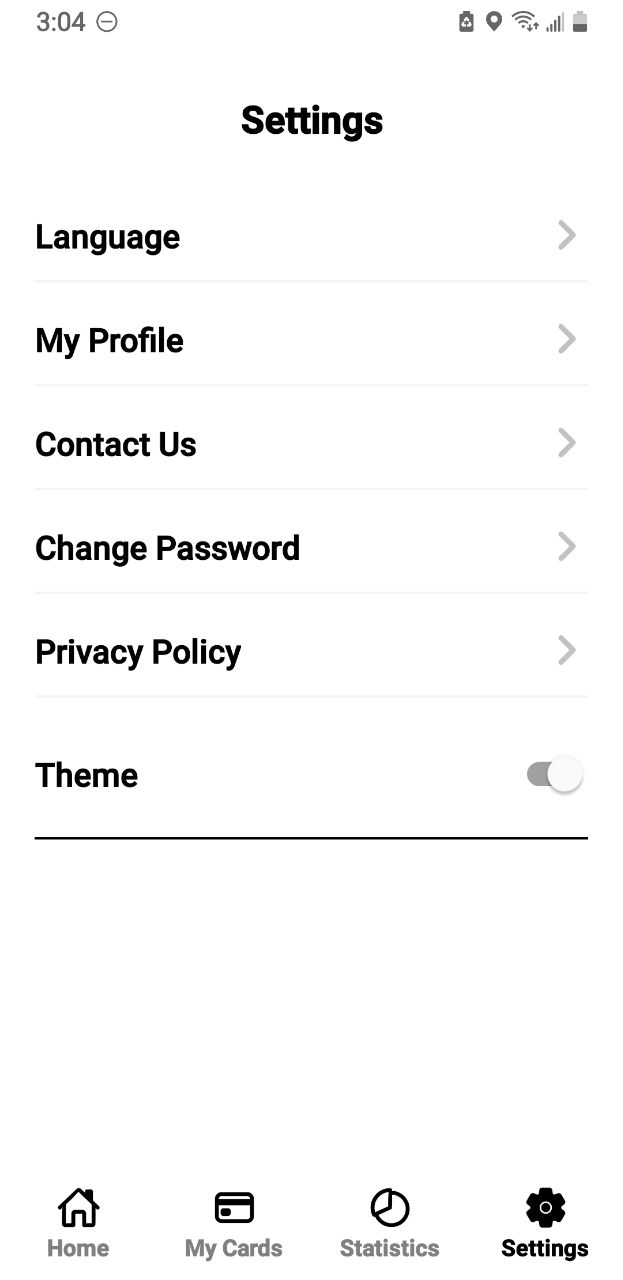 3:04
Settings
Language
My Profile
Contact Us
Change Password
Privacy Policy
Theme
Home My Cards Statistics Settings